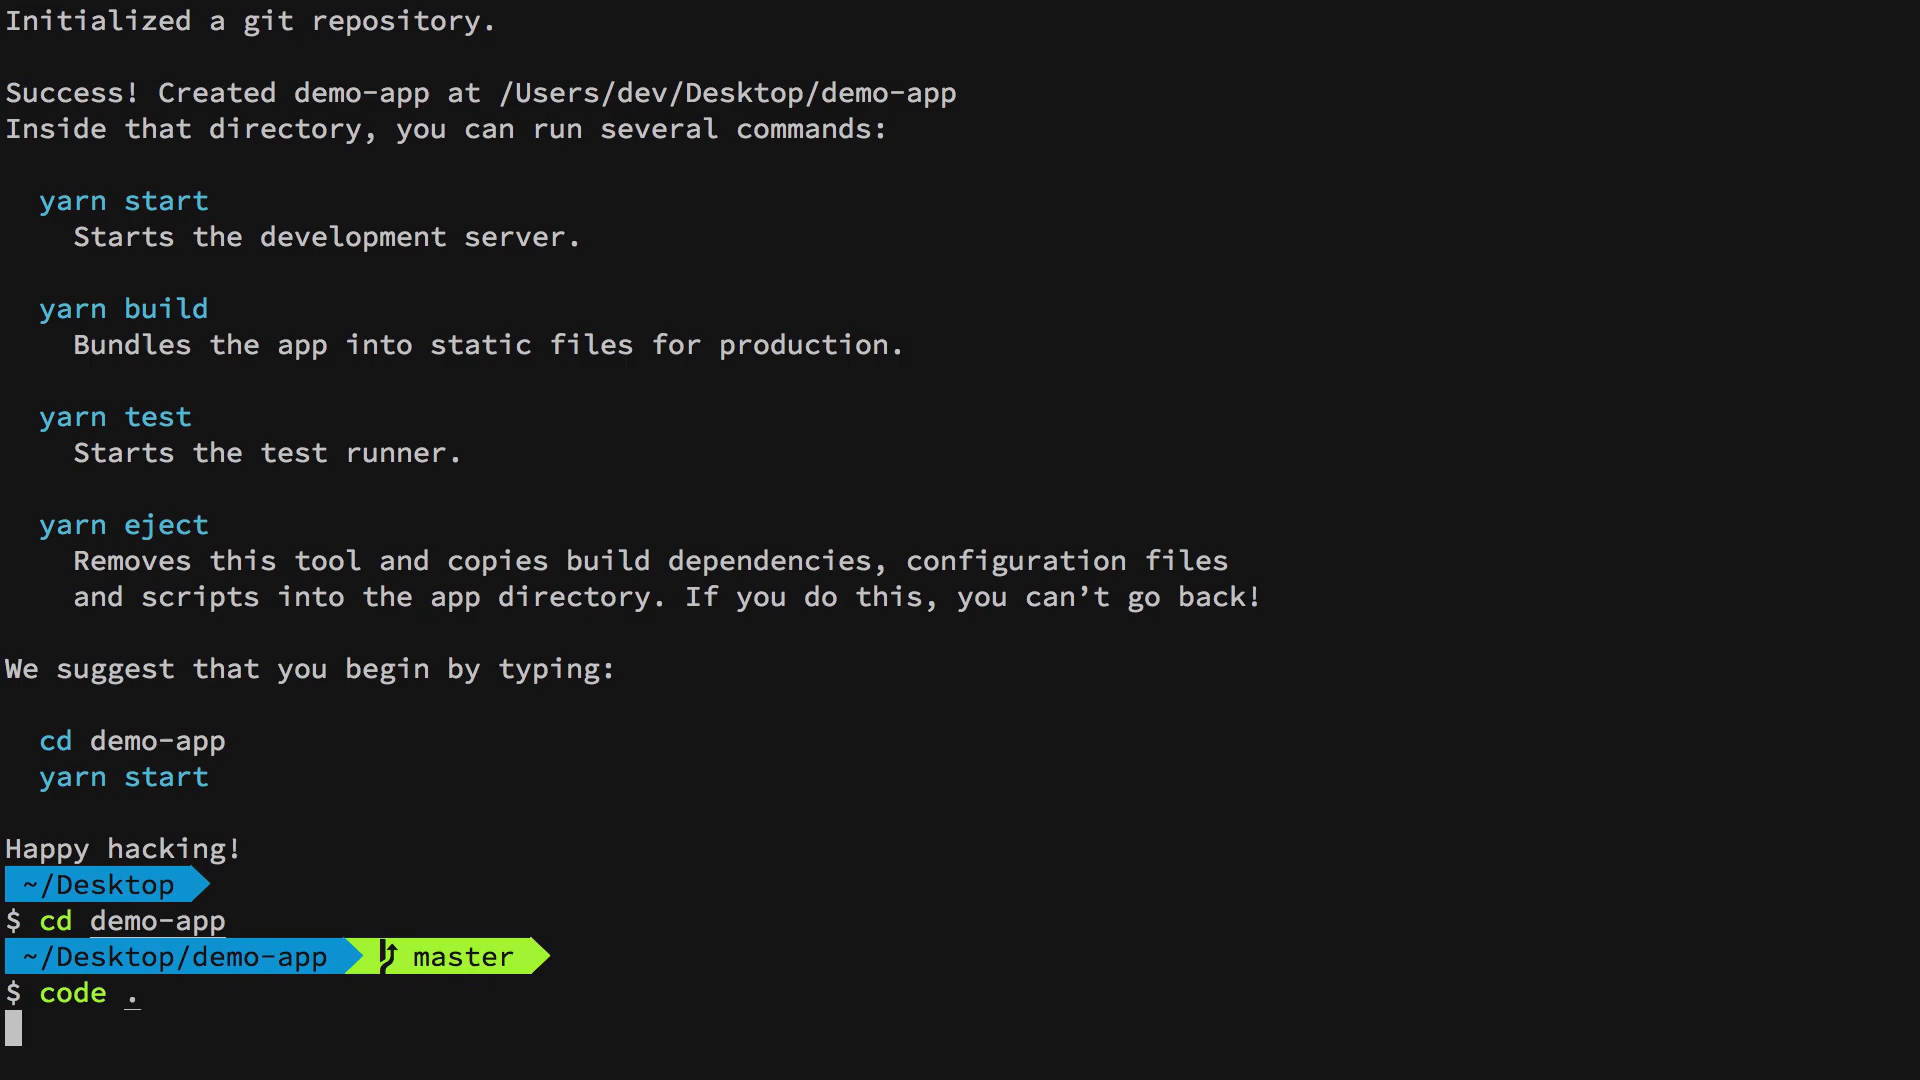 Initialized a git repository.
Success! Created demo-app at /Users/dev/Desktop/demo-app
Inside that directory, you can run several commands:
yarn start
Starts the development server.
yarn build
Bundles the app into static files for production.
yarn test
Starts the test runner.
yarn eject
Removes this tool and copies build dependencies, configuration files
and scripts into the app directory. If you do this, you can’t go back!
We suggest that you begin by typing:
cd demo-app
yarn start
Happy hacking!
~/Desktop
$ cd demo-app
~/Desktop/demo-app master
$ code .